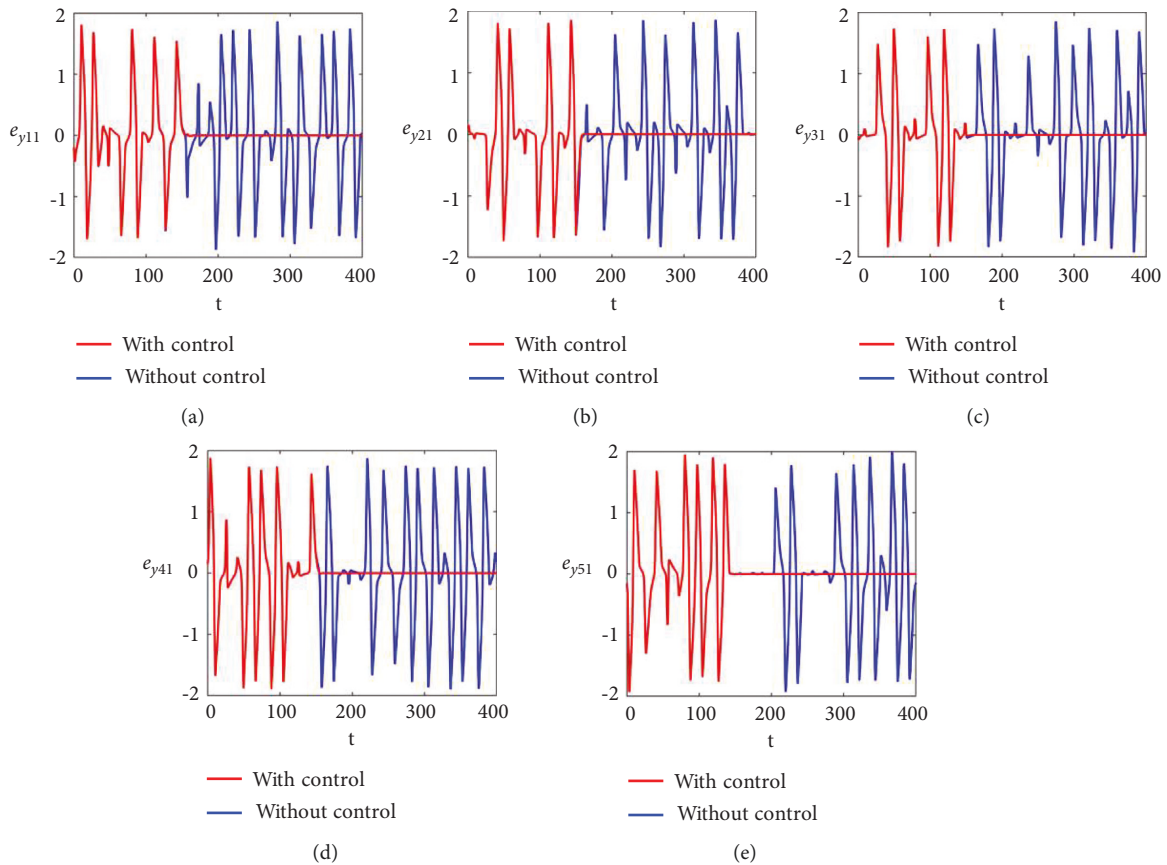 2
2
2
1
1
1
e_y11
0
e_y21
0
e_y31
0
-1
-1
-1
-2
-2
-2
0 100 200 300 400
0 100 200 300 400
0 100 200 300 400
t
t
t
With control
With control
With control
Without control
Without control
Without control
(a)
(b)
(c)
2
2
1
1
e_y41
0
e_y51
0
-1
-1
-2
-2
0 100 200 300 400
0 100 200 300 400
t
t
With control
With control
Without control
Without control
(d)
(e)